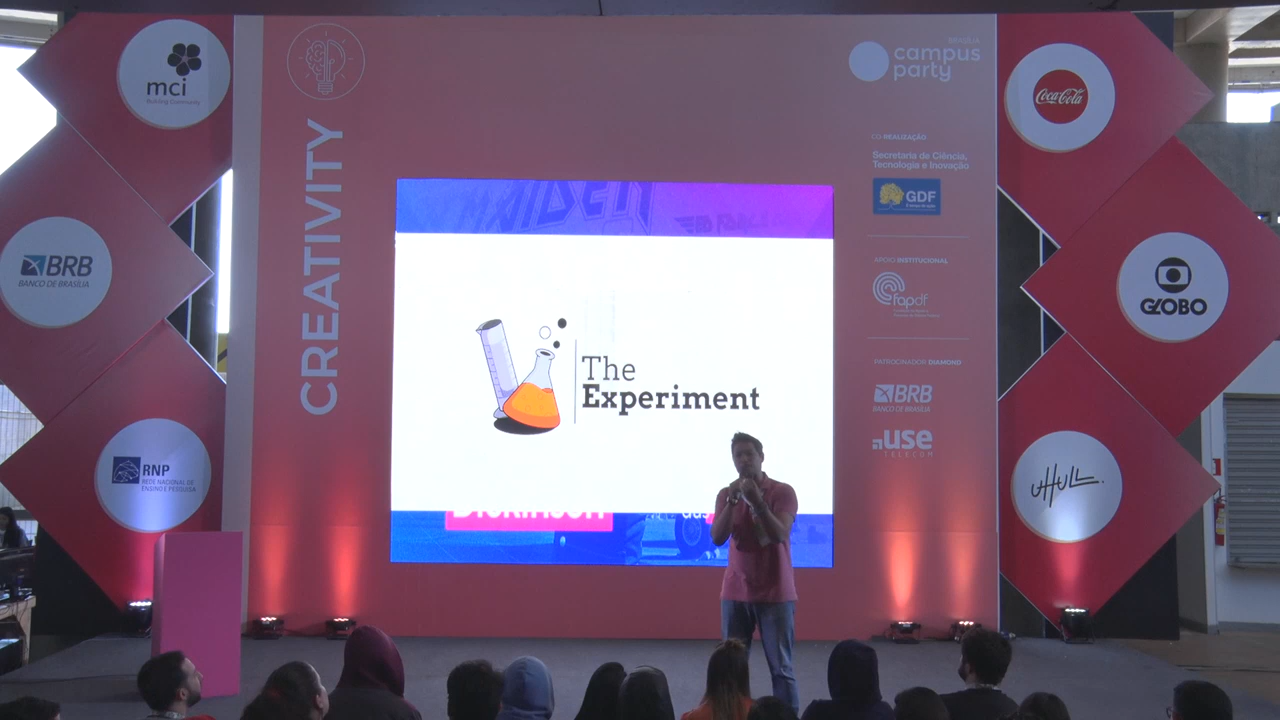 mci
Building Community
BRB
BANCO DE BRASÍLIA
RNP
REDE NACIONAL DE
ENSINO E PESQUISA
CREATIVITY
AIDEN
The
Experiment
Dickinson
BRASÍLIA
campus
party
CO-REALIZAÇÃO
Secretaria de Ciência,
Tecnologia e Inovação
GDF
APOIO INSTITUCIONAL
fapdf
PATROCINADOR DIAMOND
BRB
BANCO DE BRASÍLIA
use
TELECOM
Coca-Cola
GLOBO
uHull.